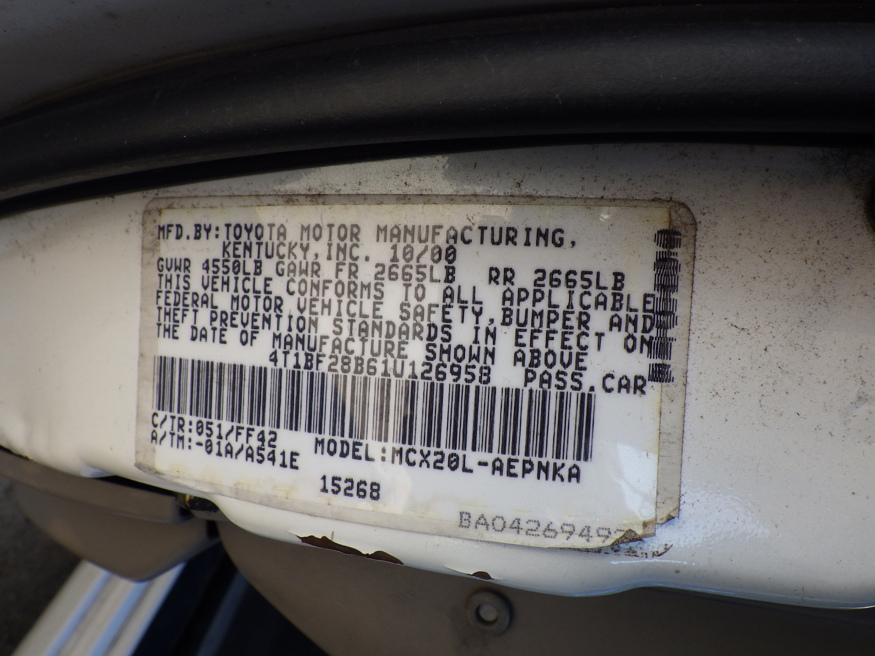 MFD.BY:TOYOTA MOTOR MANUFACTURING,
KENTUCKY,INC. 10/00
GVWR 4550LB GAWR FR 2665LB RR 2665LB
THIS VEHICLE CONFORMS TO ALL APPLICABLE
FEDERAL MOTOR VEHICLE SAFETY,BUMPER AND
THEFT PREVENTION STANDARDS IN EFFECT ON
THE DATE OF MANUFACTURE SHOWN ABOVE
4T1BF28B61U126958 PASS.CAR
C/TR:051/FF42
A/TM:-01A/A541E
MODEL:MCX20L-AEPNKA
15268